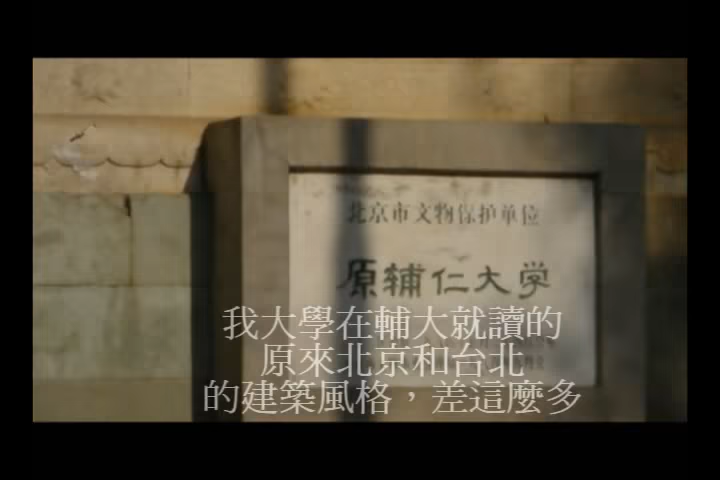 北京市文物保护单位
原辅仁大学
我大學在輔大就讀的
原來北京和台北
的建築風格，差這麼多